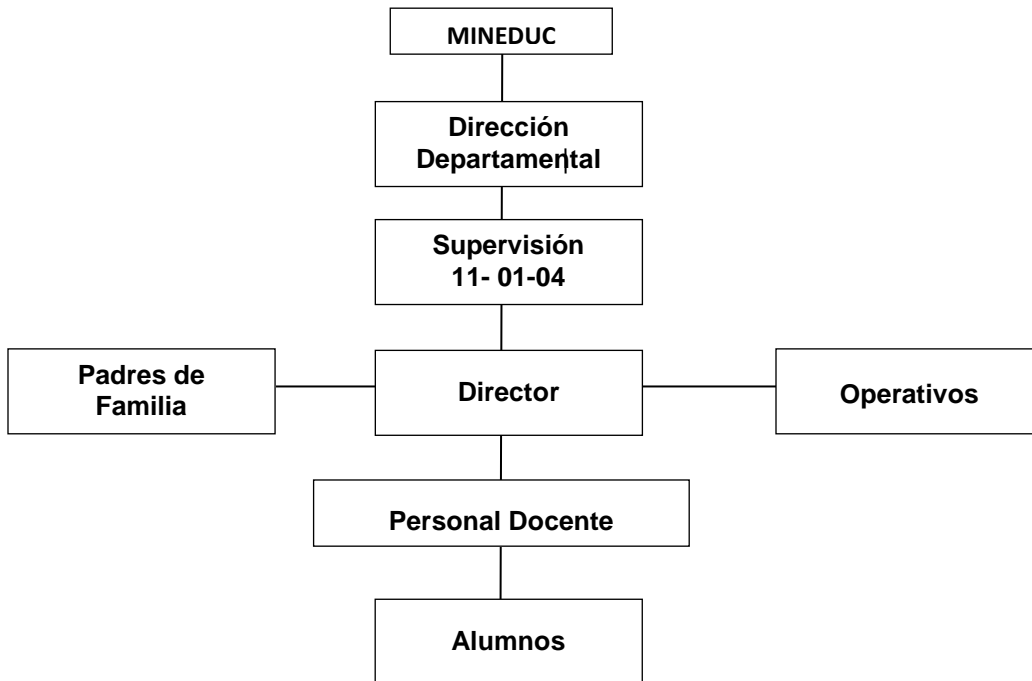 MINEDUC
Dirección
Departamental
Supervisión
11- 01-04
Padres de
Familia
Director
Operativos
Personal Docente
Alumnos